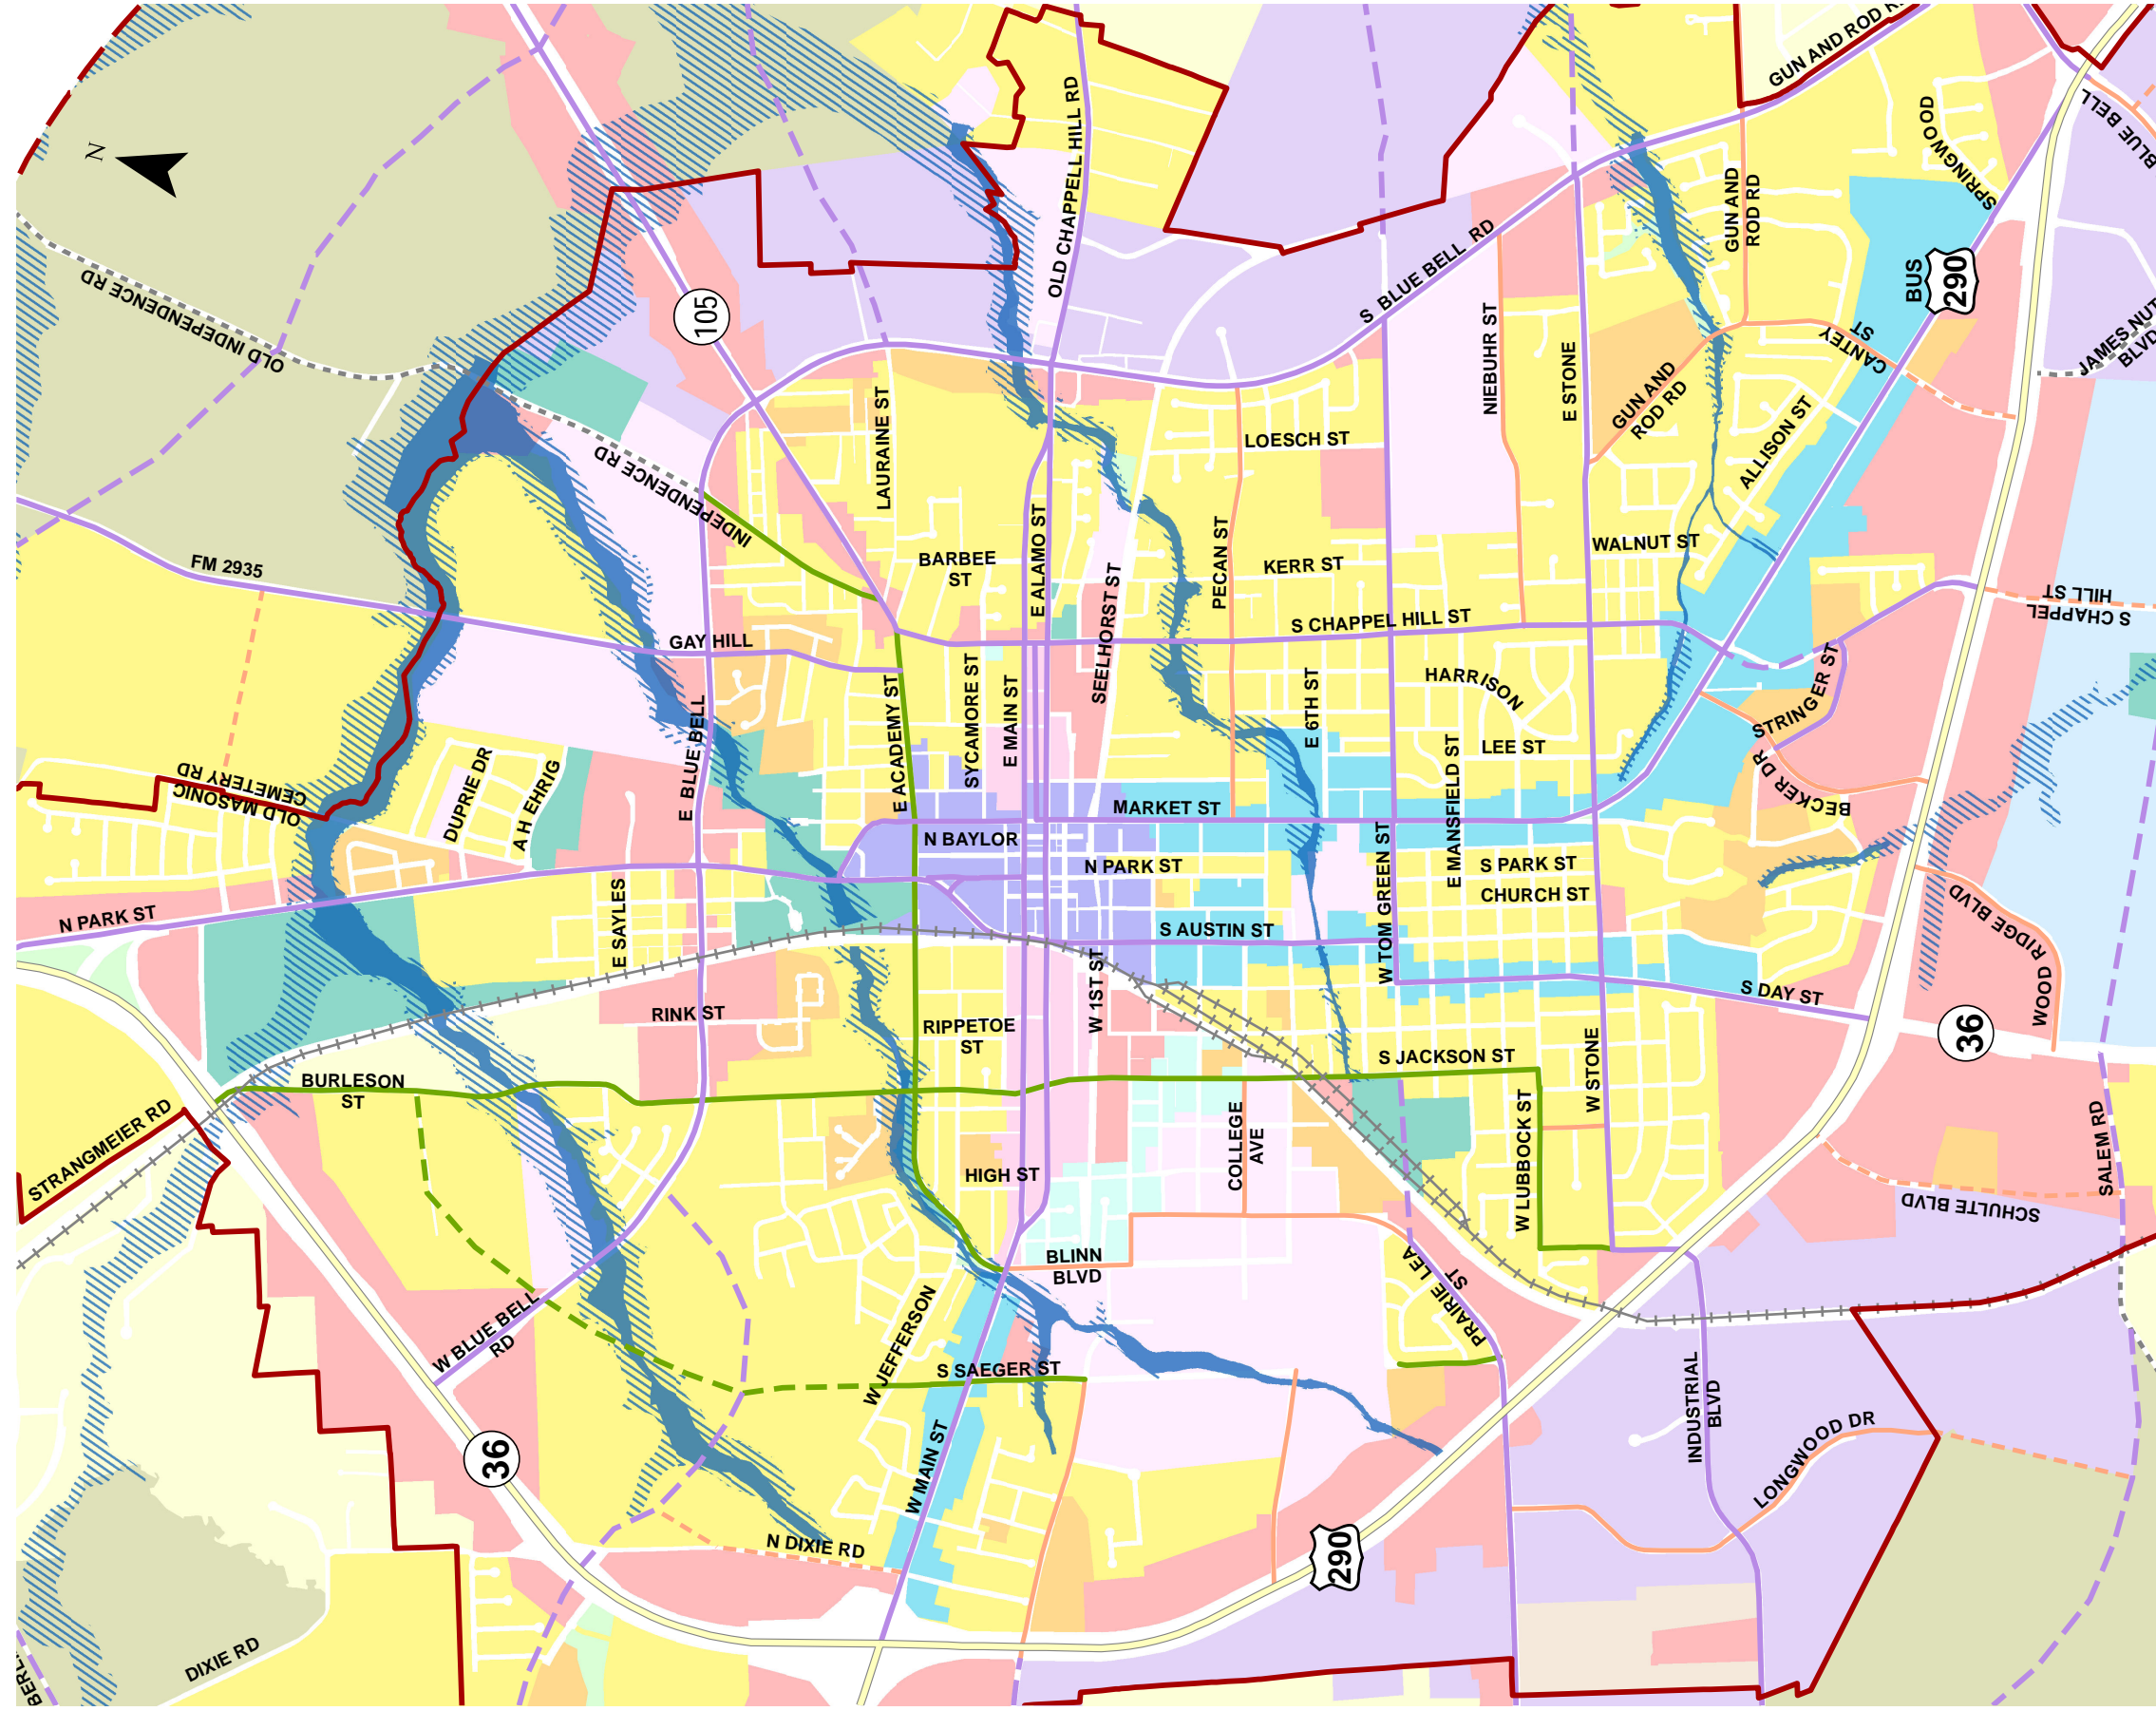 GUN AND ROD R
BLUE BELL
BLUE B
N
OLD CHAPPELL HILL RD
SPRINGWOOD
GUN AND
ROD RD
OLD INDEPENDENCE RD
105
S BLUE BELL RD
BUS
290
NIEBUHR ST
E STONE
CANTEY
ST
JAMES NUT
BLVD
GUN AND
ROD RD
LAURAINE ST
LOESCH ST
ALLISON ST
INDEPENDENCE RD
FM 2935
BARBEE
ST
E ALAMO ST
PECAN ST
KERR ST
WALNUT ST
SEELHORST ST
S CHAPPEL
HILL ST
S CHAPPEL HILL ST
GAY HILL
E ACADEMY ST
SYCAMORE ST
E MAIN ST
E 6TH ST
HARRISON
STRINGER ST
LEE ST
E BLUE BELL
E MANSFIELD ST
BECKER DR
OLD MASONIC
CEMETERY RD
DUPRIE DR
A H EHRIG
MARKET ST
N BAYLOR
N PARK ST
S PARK ST
CHURCH ST
N PARK ST
E SAYLES
S AUSTIN ST
W TOM GREEN ST
WOOD RIDGE BLVD
W 1ST ST
S DAY ST
36
RINK ST
RIPPETOE
ST
W STONE
S JACKSON ST
BURLESON
ST
STRANGMEIER RD
COLLEGE
AVE
W LUBBOCK ST
SALEM RD
HIGH ST
SCHULTE BLVD
BLINN
BLVD
PRAIRIE LEA
ST
W BLUE BELL
RD
W JEFFERSON
S SAEGER ST
INDUSTRIAL
BLVD
LONGWOOD DR
36
W MAIN ST
N DIXIE RD
290
DIXIE RD
BERL